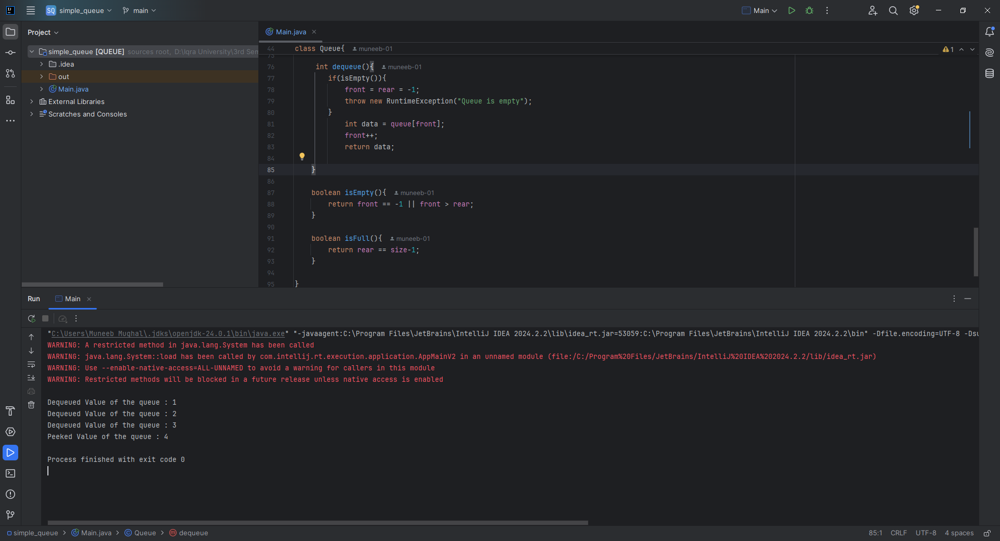 SQ simple_queue main Main
Project
Main.java
simple_queue [QUEUE] sources root, D:\Iqra University\3rd Sem
.idea
out
Main.java
External Libraries
Scratches and Consoles
44 class Queue{ muneeb-01
1
75
76 int dequeue(){ muneeb-01
77 if(isEmpty()){
78 front = rear = -1;
79 throw new RuntimeException("Queue is empty");
80 }
81 int data = queue[front];
82 front++;
83 return data;
84
85 }
86
87 boolean isEmpty(){ muneeb-01
88 return front == -1 || front > rear;
89 }
90
91 boolean isFull(){ muneeb-01
92 return rear == size-1;
93 }
94
95 }
Run Main
"C:\Users\Muneeb Mughal\.jdks\openjdk-24.0.1\bin\java.exe" "-javaagent:C:\Program Files\JetBrains\IntelliJ IDEA 2024.2.2\lib\idea_rt.jar=53059:C:\Program Files\JetBrains\IntelliJ IDEA 2024.2.2\bin" -Dfile.encoding=UTF-8 -Dsu
WARNING: A restricted method in java.lang.System has been called
WARNING: java.lang.System::load has been called by com.intellij.rt.execution.application.AppMainV2 in an unnamed module (file:/C:/Program%20Files/JetBrains/IntelliJ%20IDEA%202024.2.2/lib/idea_rt.jar)
WARNING: Use --enable-native-access=ALL-UNNAMED to avoid a warning for callers in this module
WARNING: Restricted methods will be blocked in a future release unless native access is enabled
Dequeued Value of the queue : 1
Dequeued Value of the queue : 2
Dequeued Value of the queue : 3
Peeked Value of the queue : 4
Process finished with exit code 0
simple_queue > Main.java > Queue > dequeue
85:1 CRLF UTF-8 4 spaces